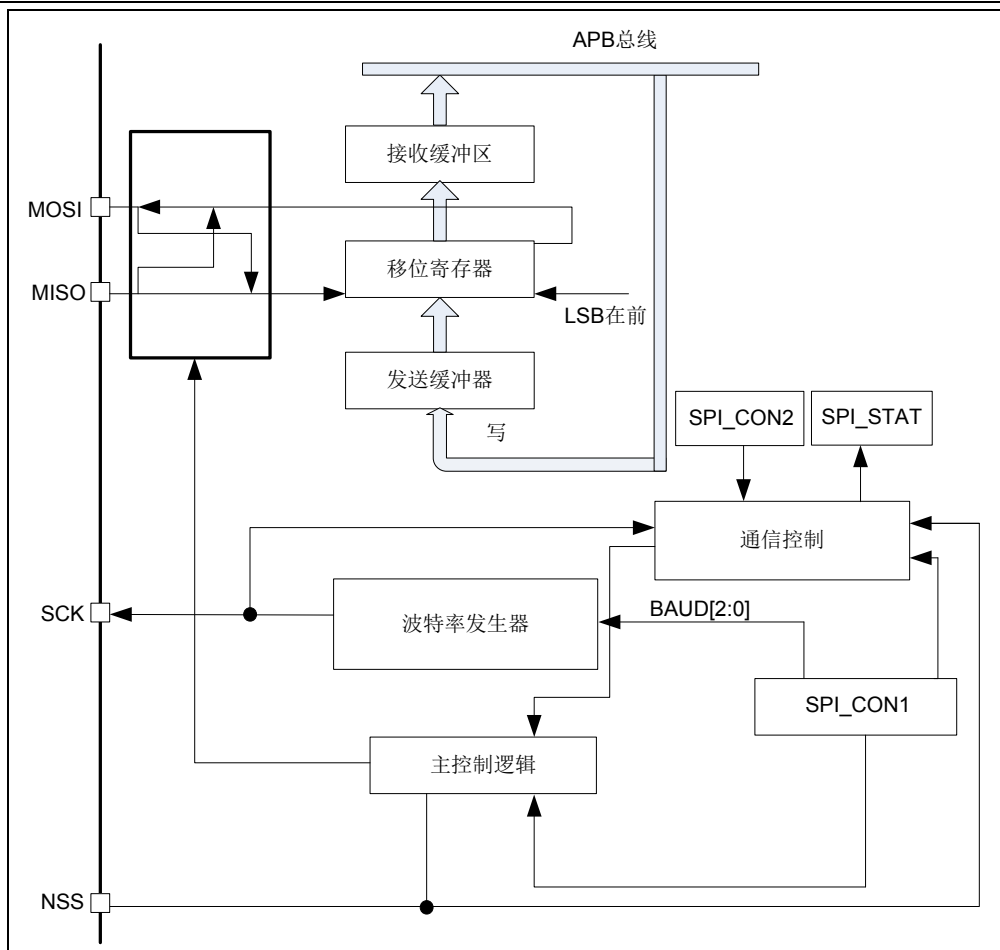 APB总线
接收缓冲区
MOSI
移位寄存器
MISO
LSB在前
发送缓冲器
写
SPI_CON2
SPI_STAT
通信控制
SCK
波特率发生器
BAUD[2:0]
SPI_CON1
主控制逻辑
NSS